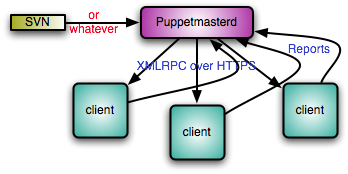 SVN
or
whatever
Puppetmasterd
Reports
XMLRPC over HTTPS
client
client
client